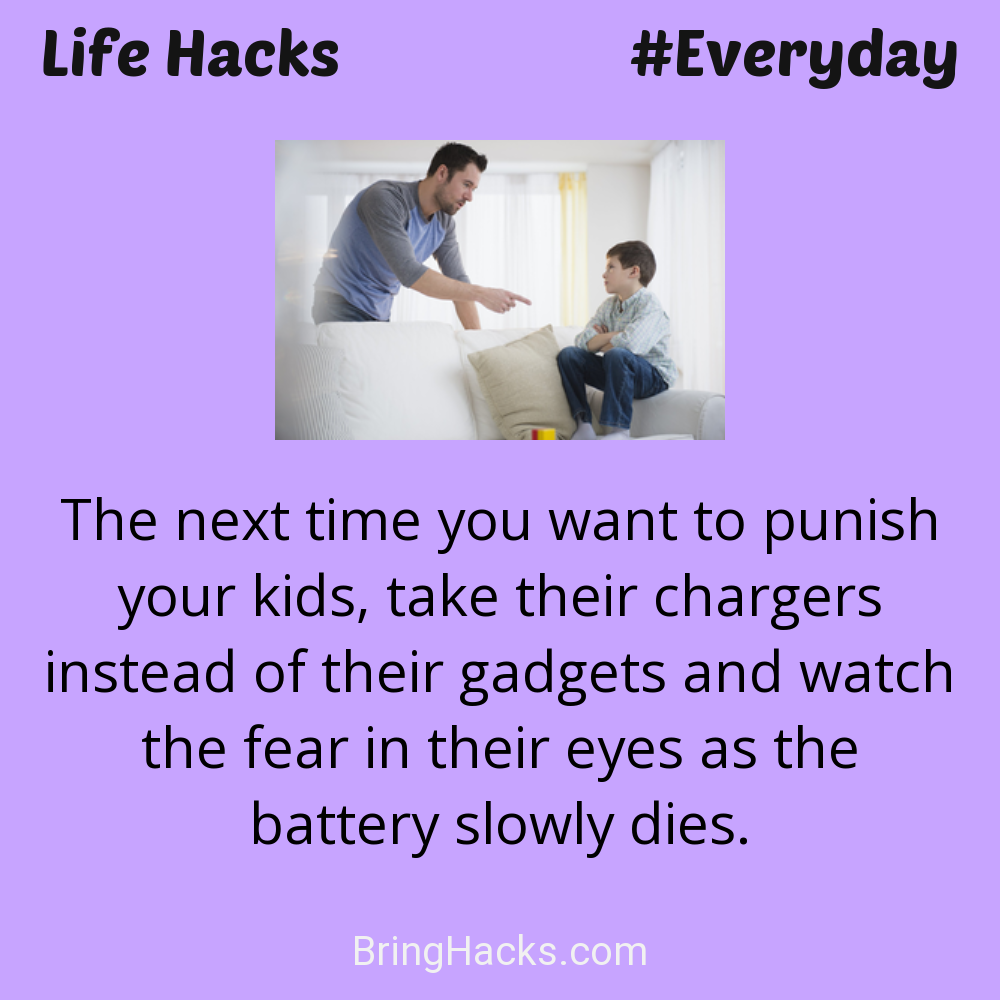 Life Hacks
#Everyday
The next time you want to punish
your kids, take their chargers
instead of their gadgets and watch
the fear in their eyes as the
battery slowly dies.
BringHacks.com